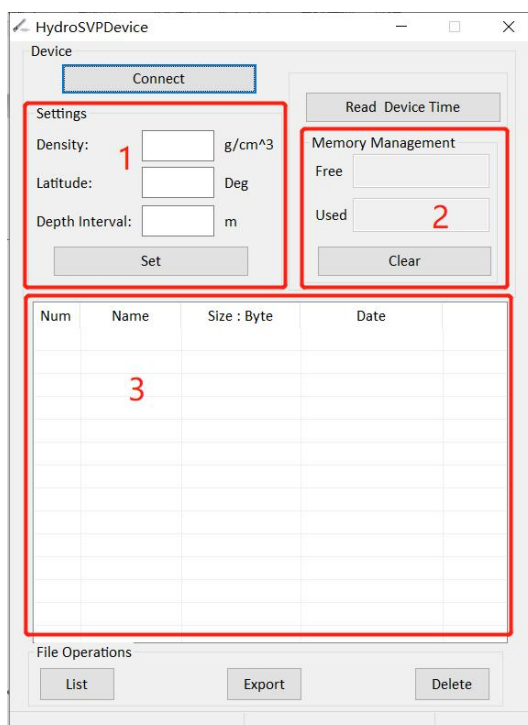 HydroSVPDevice
Device
Connect
Read Device Time
Settings
Density: g/cm^3
Latitude: Deg
Depth Interval: m
Set
1
Memory Management
Free
Used
2
Clear
Num Name Size : Byte Date
3
File Operations
List Export Delete